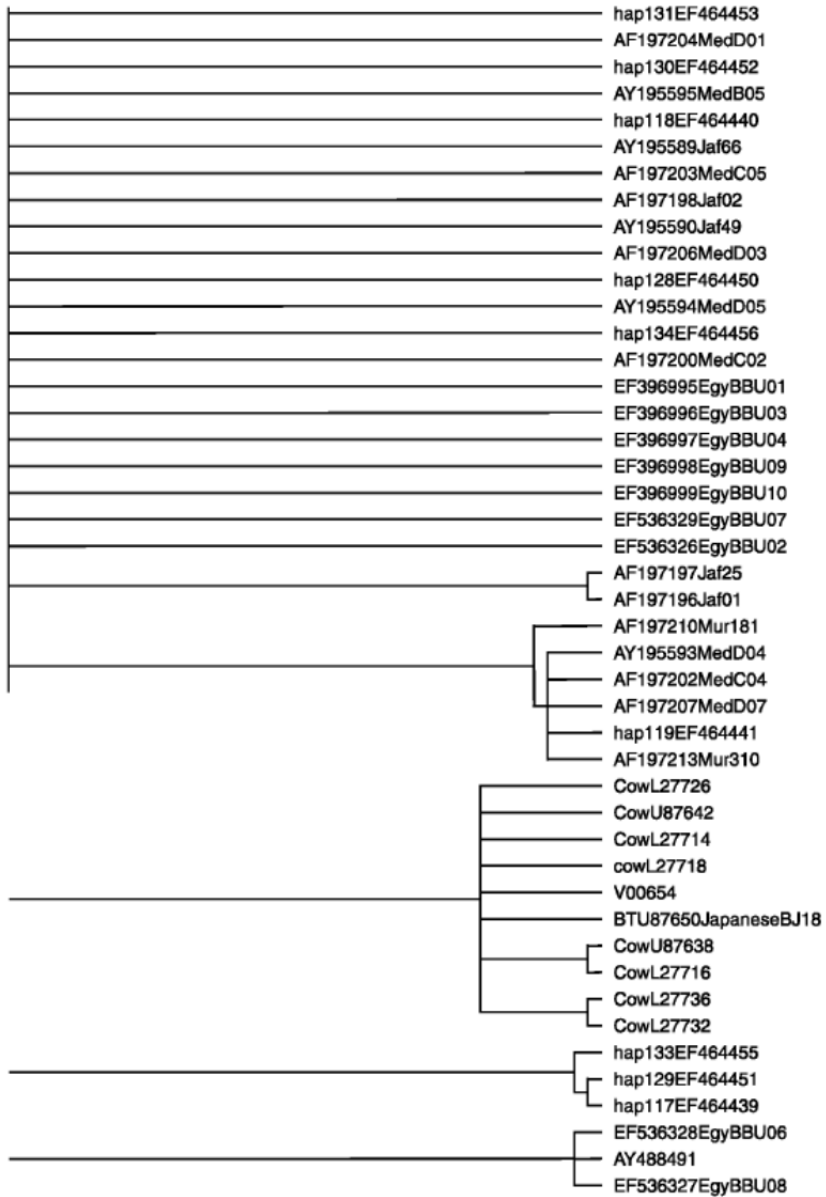 hap131EF464453
AF197204MedD01
hap130EF464452
AY195595MedB05
hap118EF464440
AY195589Jaf66
AF197203MedC05
AF197198Jaf02
AY195590Jaf49
AF197206MedD03
hap128EF464450
AY195594MedD05
hap134EF464456
AF197200MedC02
EF396995EgyBBU01
EF396996EgyBBU03
EF396997EgyBBU04
EF396998EgyBBU09
EF396999EgyBBU10
EF536329EgyBBU07
EF536326EgyBBU02
AF197197Jaf25
AF197196Jaf01
AF197210Mur181
AY195593MedD04
AF197202MedC04
AF197207MedD07
hap119EF464441
AF197213Mur310
CowL27726
CowU87642
CowL27714
cowL27718
V00654
BTU87650JapaneseBJ18
CowU87638
CowL27716
CowL27736
CowL27732
hap133EF464455
hap129EF464451
hap117EF464439
EF536328EgyBBU06
AY488491
EF536327EgyBBU08